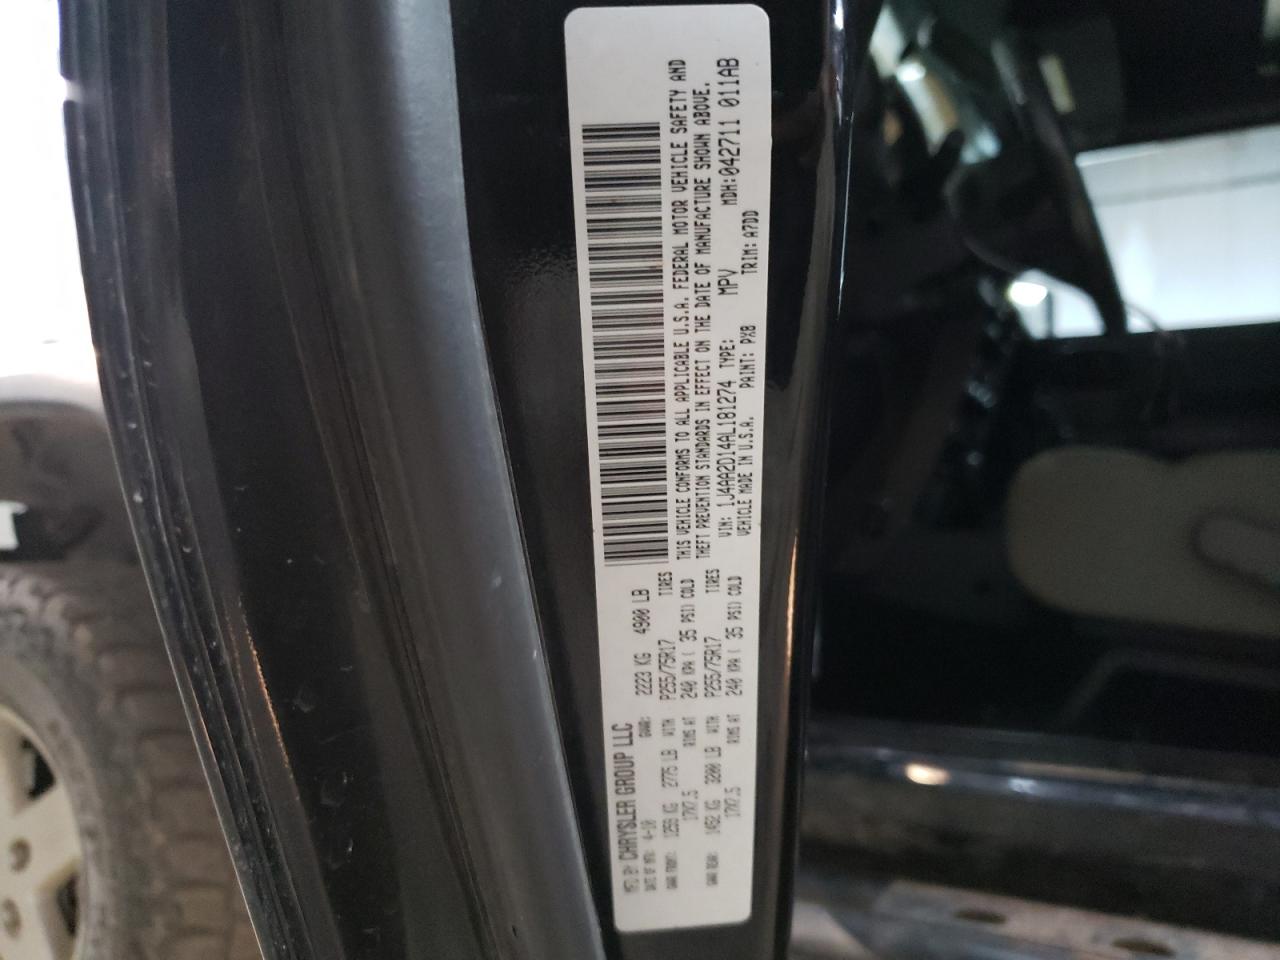 MFD BY CHRYSLER GROUP LLC
DATE OF MFR: 4-10 GVWR: 2223 KG 4900 LB
GAWR FRONT: 1259 KG 2775 LB WITH P255/75R17 TIRES
17X7.5 RIMS AT 240 KPA ( 35 PSI) COLD
GAWR REAR: 1452 KG 3200 LB WITH P255/75R17 TIRES
17X7.5 RIMS AT 240 KPA ( 35 PSI) COLD
THIS VEHICLE CONFORMS TO ALL APPLICABLE U.S.A. FEDERAL MOTOR VEHICLE SAFETY AND
THEFT PREVENTION STANDARDS IN EFFECT ON THE DATE OF MANUFACTURE SHOWN ABOVE.
VIN: 1J4AA2D14AL181274 TYPE: MPV MDH:042711 011AB
VEHICLE MADE IN U.S.A. PAINT: PX8 TRIM: A7DD